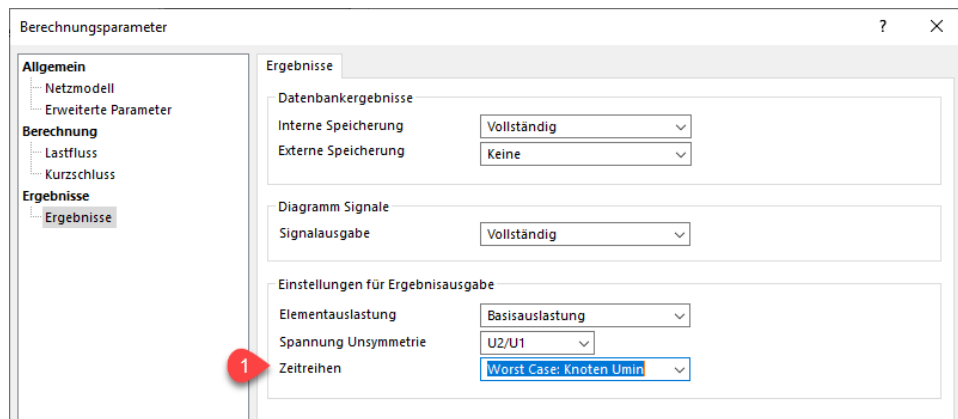 Berechnungsparameter ?
Allgemein
Netzmodell
Erweiterte Parameter
Berechnung
Lastfluss
Kurzschluss
Ergebnisse
Ergebnisse
Ergebnisse
Datenbankergebnisse
Interne Speicherung Vollständig
Externe Speicherung Keine
Diagramm Signale
Signalausgabe Vollständig
Einstellungen für Ergebnisausgabe
Elementauslastung Basisauslastung
Spannung Unsymmetrie U2/U1
1 Zeitreihen Worst Case: Knoten Umin